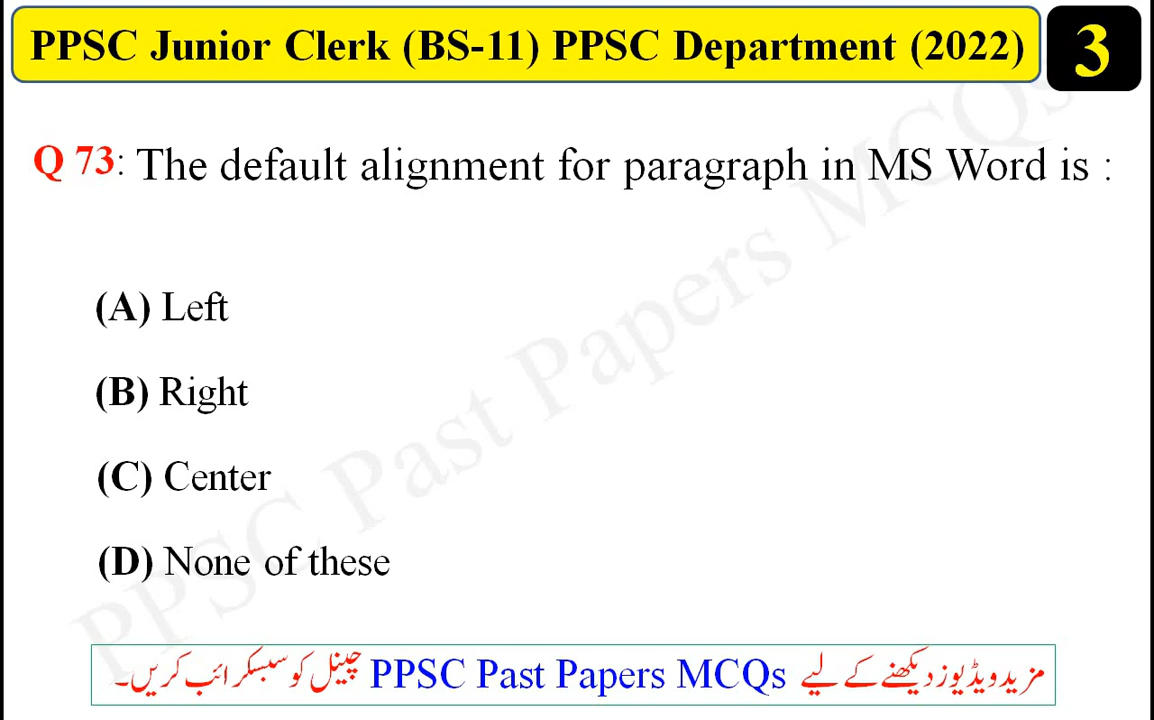 PPSC Junior Clerk (BS-11) PPSC Department (2022) 3
Q 73: The default alignment for paragraph in MS Word is :
(A) Left
(B) Right
(C) Center
(D) None of these
PPSC Past Papers MCQs
مزید ویڈیوز دیکھنے کے لیے PPSC Past Papers MCQs چینل کو سبسکرائب کریں۔